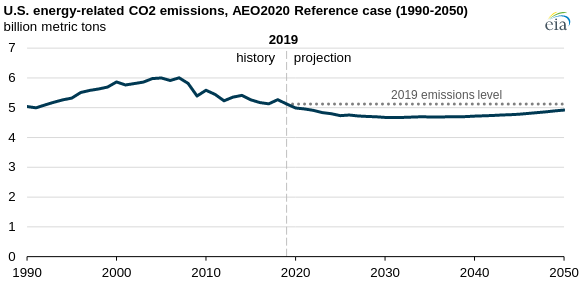 U.S. energy-related CO2 emissions, AEO2020 Reference case (1990-2050)
billion metric tons
eia
2019
history
projection
2019 emissions level
7
6
5
4
3
2
1
0
1990
2000
2010
2020
2030
2040
2050